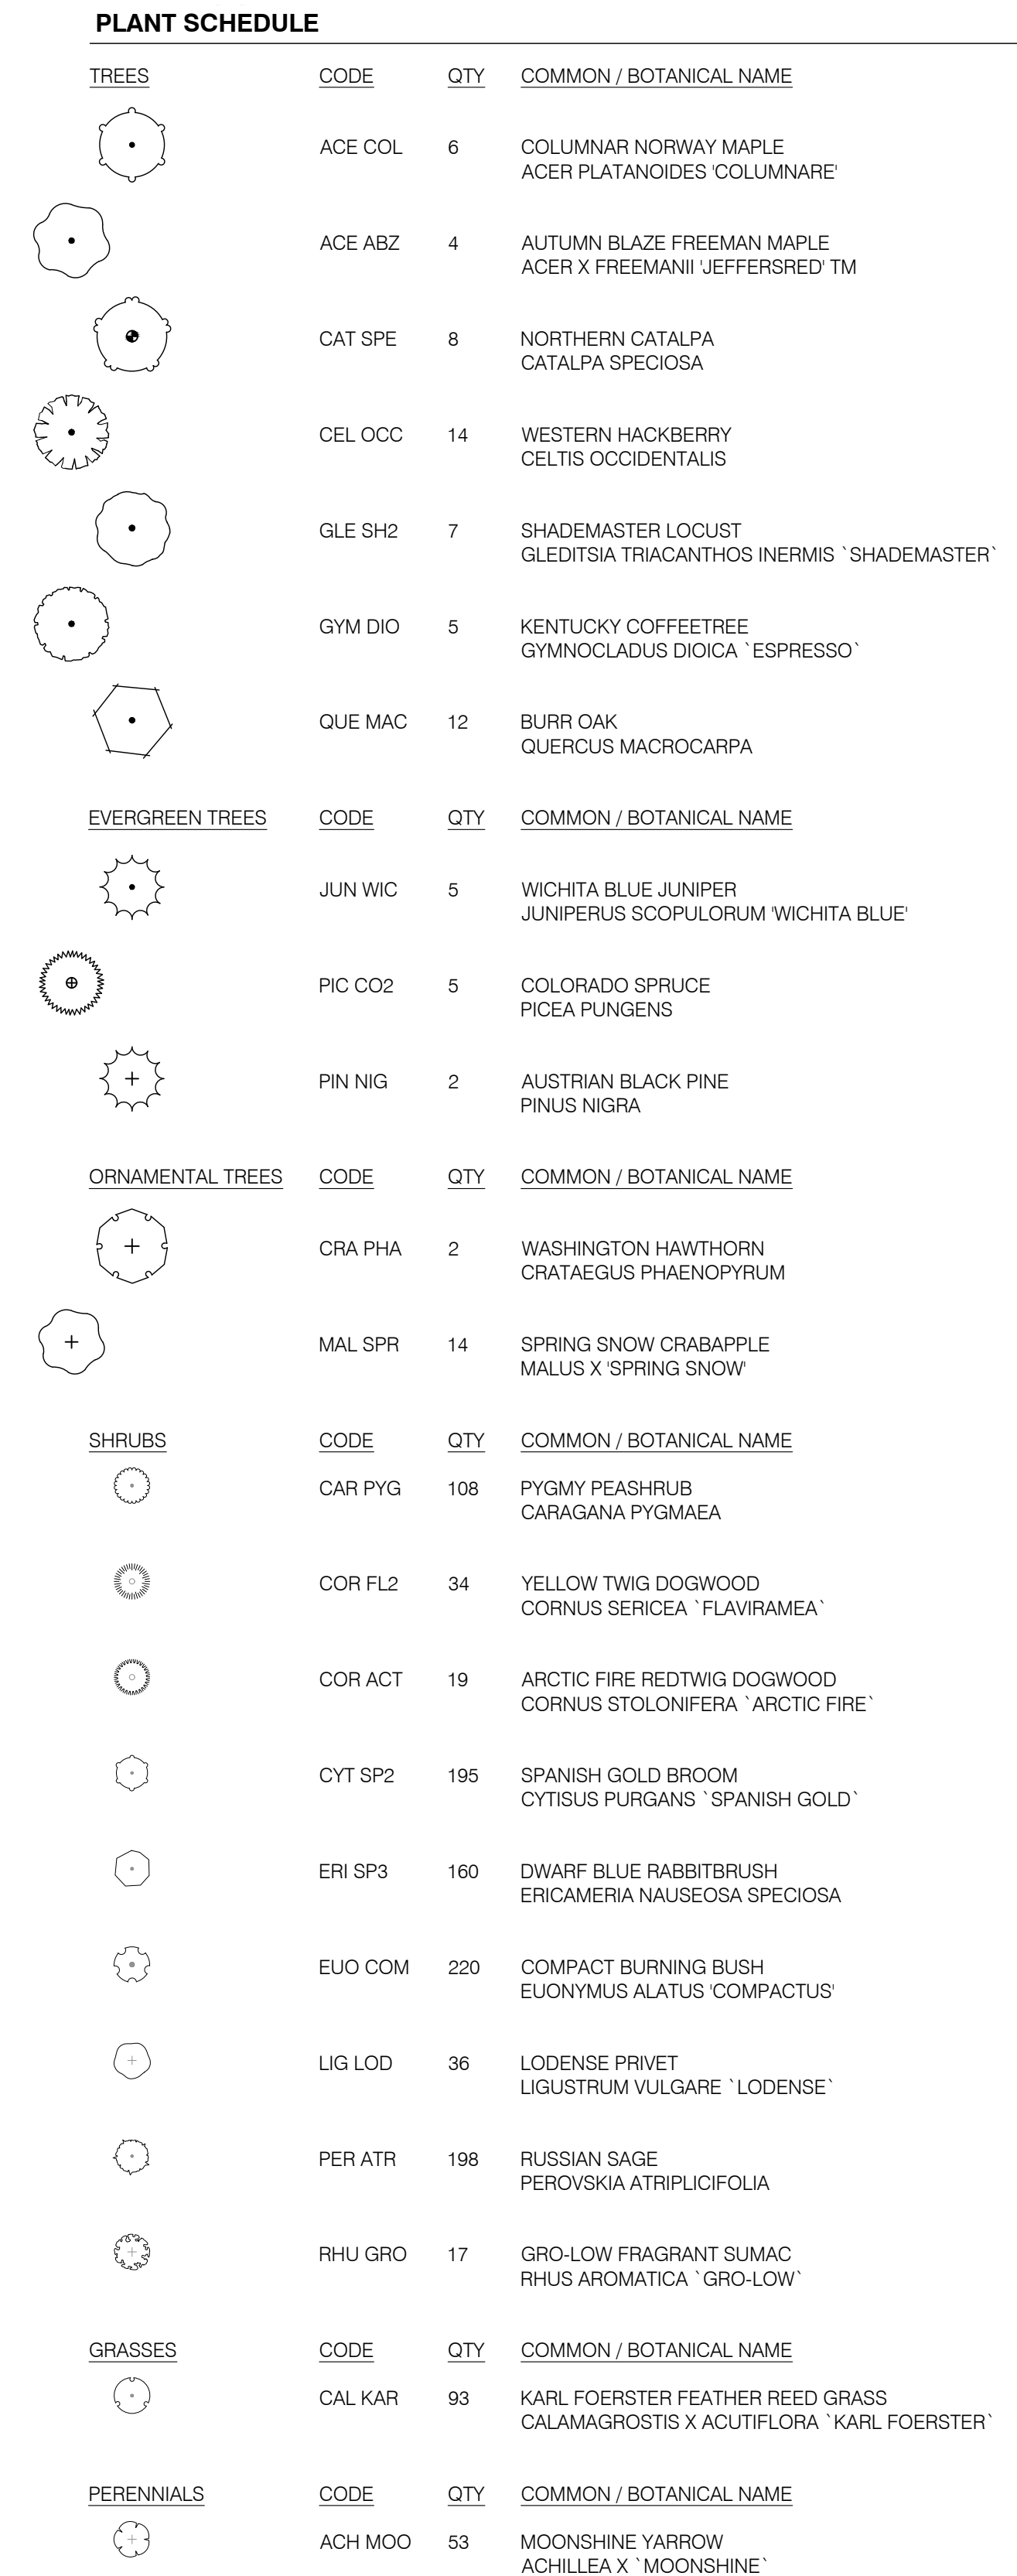 PLANT SCHEDULE
TREES CODE QTY COMMON / BOTANICAL NAME
ACE COL 6 COLUMNAR NORWAY MAPLE
ACER PLATANOIDES 'COLUMNARE'
ACE ABZ 4 AUTUMN BLAZE FREEMAN MAPLE
ACER X FREEMANII 'JEFFERSRED' TM
CAT SPE 8 NORTHERN CATALPA
CATALPA SPECIOSA
CEL OCC 14 WESTERN HACKBERRY
CELTIS OCCIDENTALIS
GLE SH2 7 SHADEMASTER LOCUST
GLEDITSIA TRIACANTHOS INERMIS `SHADEMASTER`
GYM DIO 5 KENTUCKY COFFEETREE
GYMNOCLADUS DIOICA `ESPRESSO`
QUE MAC 12 BURR OAK
QUERCUS MACROCARPA
EVERGREEN TREES CODE QTY COMMON / BOTANICAL NAME
JUN WIC 5 WICHITA BLUE JUNIPER
JUNIPERUS SCOPULORUM 'WICHITA BLUE'
PIC CO2 5 COLORADO SPRUCE
PICEA PUNGENS
PIN NIG 2 AUSTRIAN BLACK PINE
PINUS NIGRA
ORNAMENTAL TREES CODE QTY COMMON / BOTANICAL NAME
CRA PHA 2 WASHINGTON HAWTHORN
CRATAEGUS PHAENOPYRUM
MAL SPR 14 SPRING SNOW CRABAPPLE
MALUS X 'SPRING SNOW'
SHRUBS CODE QTY COMMON / BOTANICAL NAME
CAR PYG 108 PYGMY PEASHRUB
CARAGANA PYGMAEA
COR FL2 34 YELLOW TWIG DOGWOOD
CORNUS SERICEA `FLAVIRAMEA`
COR ACT 19 ARCTIC FIRE REDTWIG DOGWOOD
CORNUS STOLONIFERA `ARCTIC FIRE`
CYT SP2 195 SPANISH GOLD BROOM
CYTISUS PURGANS `SPANISH GOLD`
ERI SP3 160 DWARF BLUE RABBITBRUSH
ERICAMERIA NAUSEOSA SPECIOSA
EUO COM 220 COMPACT BURNING BUSH
EUONYMUS ALATUS 'COMPACTUS'
LIG LOD 36 LODENSE PRIVET
LIGUSTRUM VULGARE `LODENSE`
PER ATR 198 RUSSIAN SAGE
PEROVSKIA ATRIPLICIFOLIA
RHU GRO 17 GRO-LOW FRAGRANT SUMAC
RHUS AROMATICA `GRO-LOW`
GRASSES CODE QTY COMMON / BOTANICAL NAME
CAL KAR 93 KARL FOERSTER FEATHER REED GRASS
CALAMAGROSTIS X ACUTIFLORA `KARL FOERSTER`
PERENNIALS CODE QTY COMMON / BOTANICAL NAME
ACH MOO 53 MOONSHINE YARROW
ACHILLEA X `MOONSHINE`